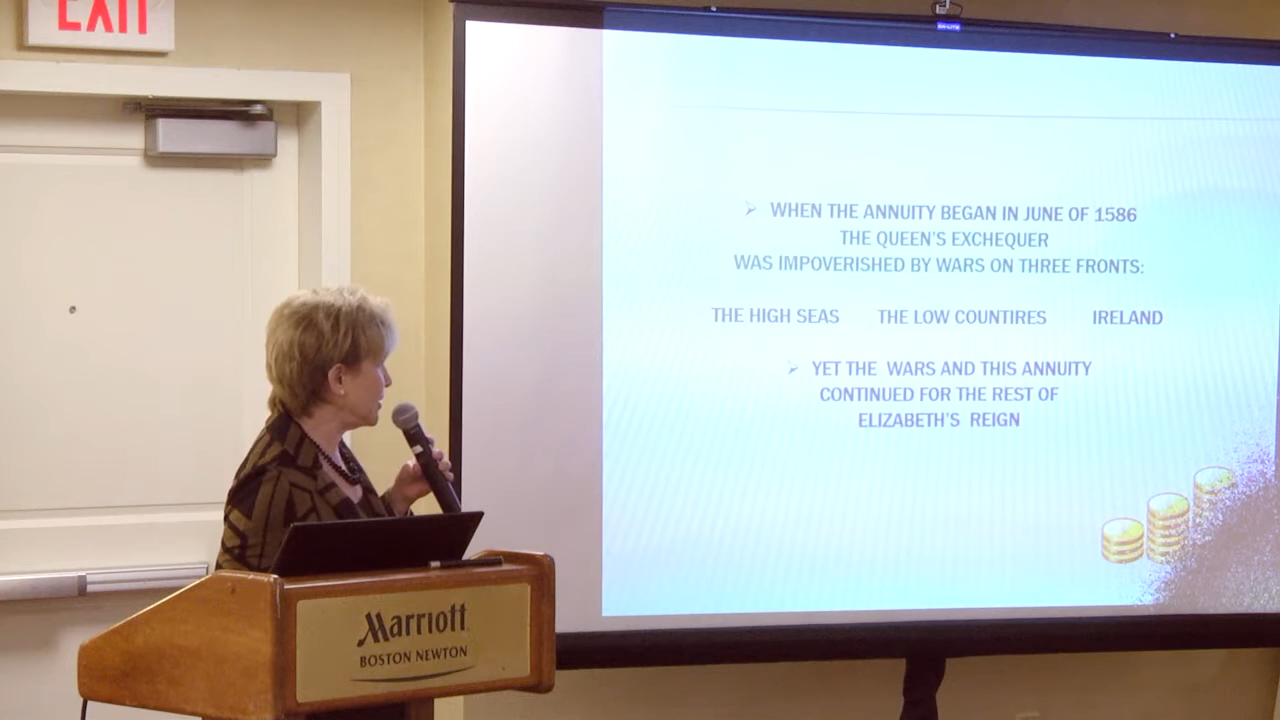 EXIT
DA-LITE
➢ WHEN THE ANNUITY BEGAN IN JUNE OF 1586
THE QUEEN'S EXCHEQUER
WAS IMPOVERISHED BY WARS ON THREE FRONTS:
THE HIGH SEAS THE LOW COUNTIRES IRELAND
➢ YET THE WARS AND THIS ANNUITY
CONTINUED FOR THE REST OF
ELIZABETH'S REIGN
Marriott
BOSTON NEWTON